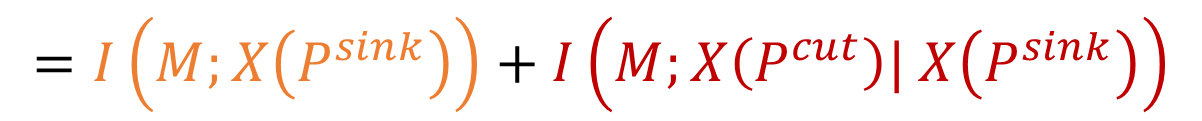 = I(M; X(P^{sink})) + I(M; X(P^{cut})| X(P^{sink}))